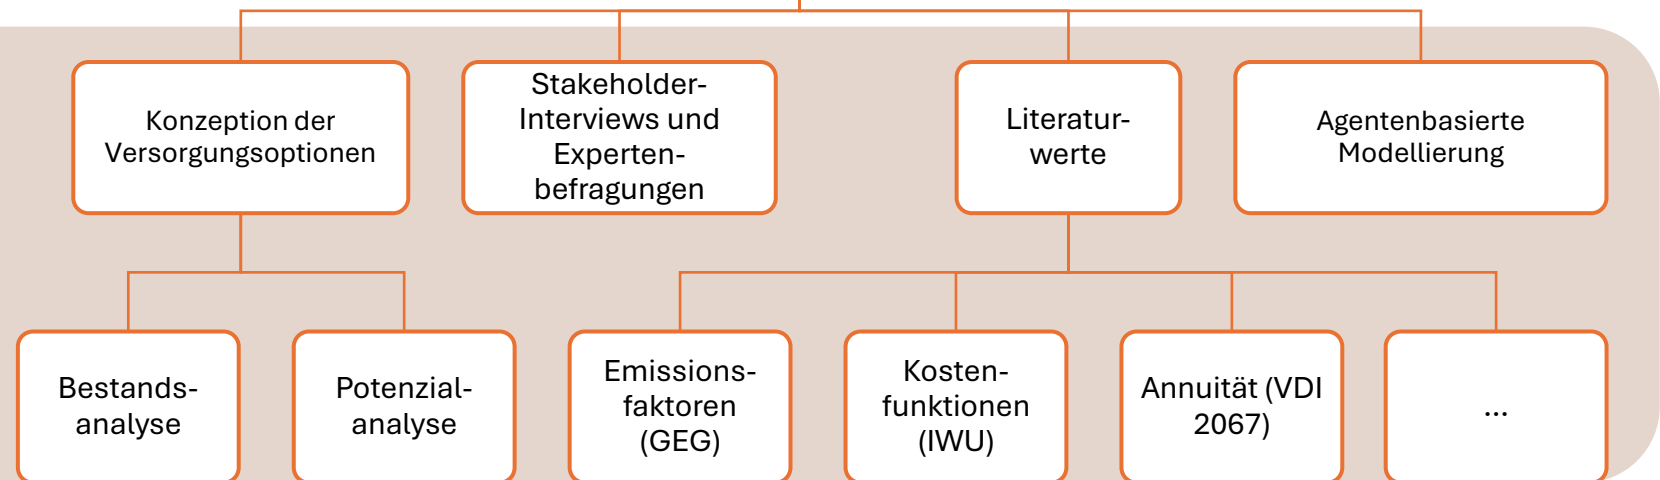 Konzeption der
Versorgungsoptionen
Stakeholder-
Interviews und
Experten-
befragungen
Literatur-
werte
Agentenbasierte
Modellierung
Bestands-
analyse
Potenzial-
analyse
Emissions-
faktoren
(GEG)
Kosten-
funktionen
(IWU)
Annuität (VDI
2067)
...